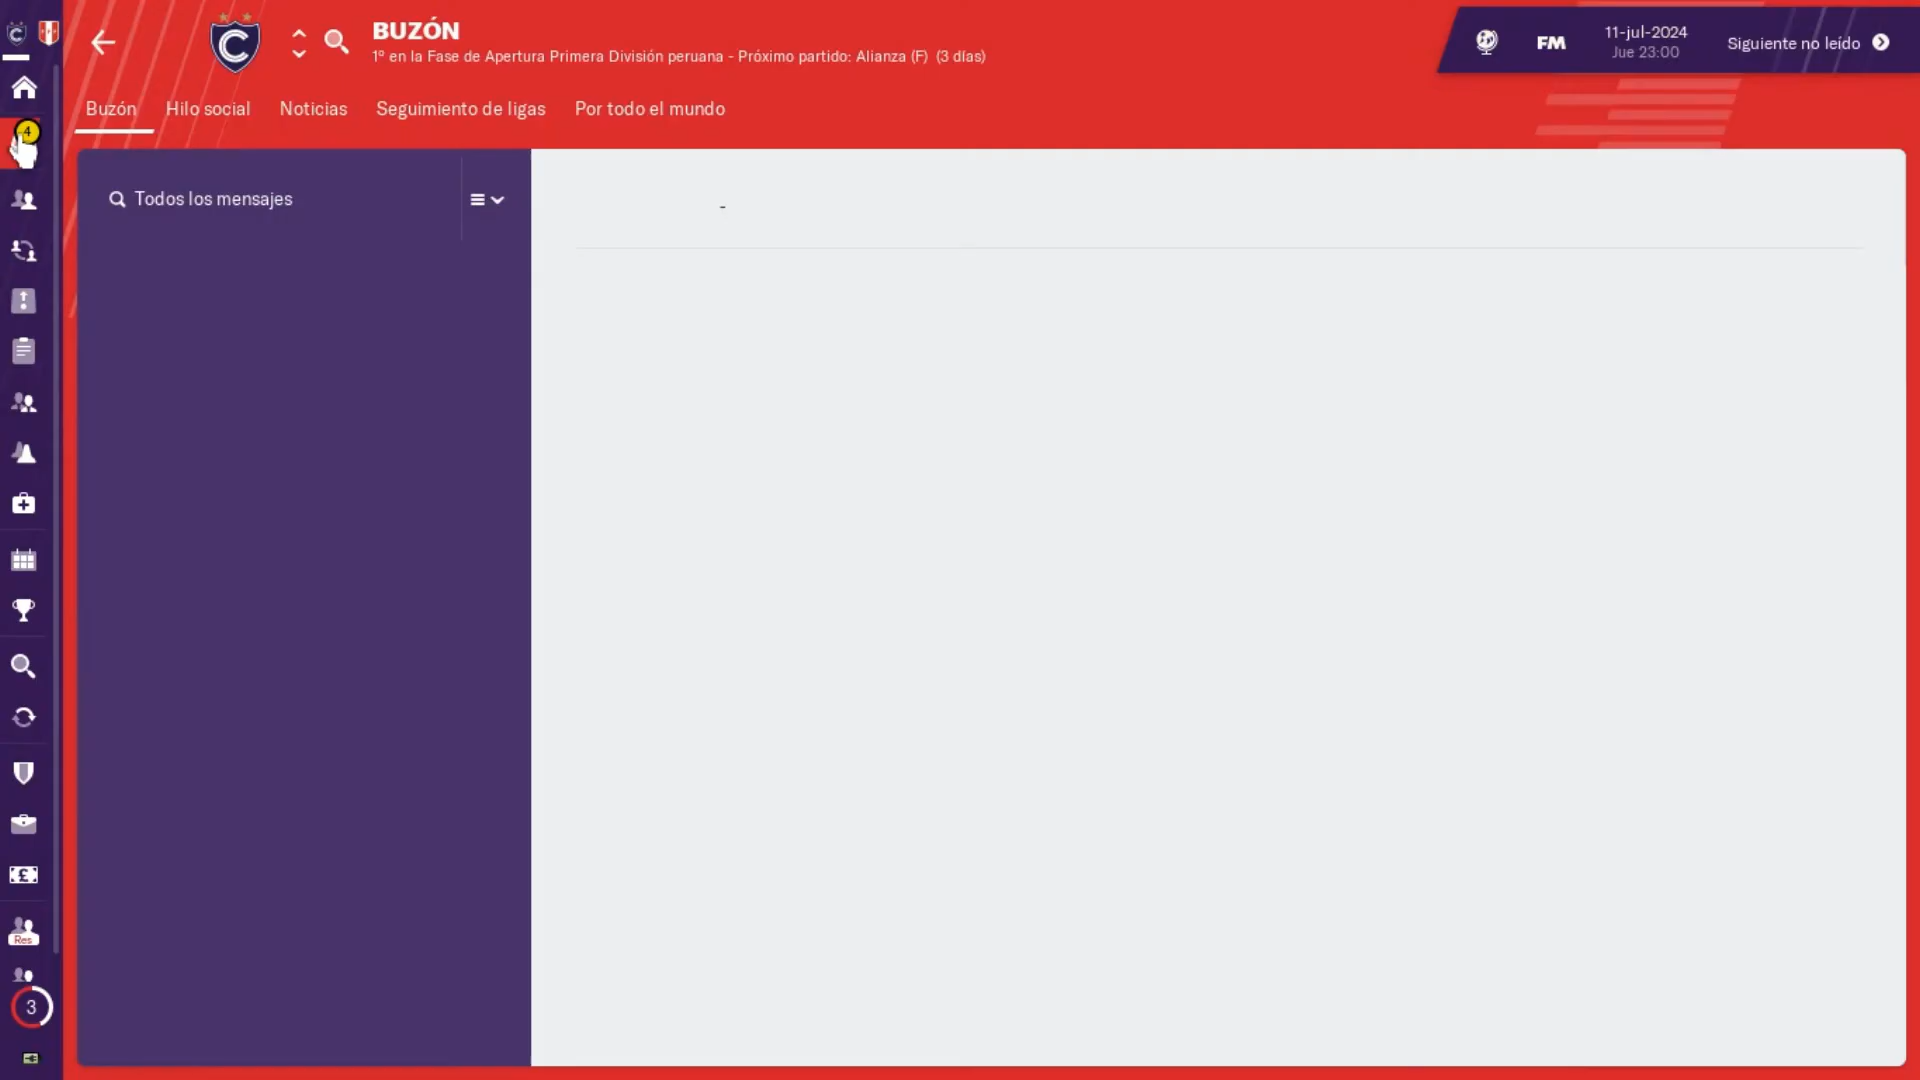 BUZÓN
1º en la Fase de Apertura Primera División peruana - Próximo partido: Alianza (F) (3 días)
FM
11-jul-2024
Jue 23:00
Siguiente no leído
Buzón
Hilo social
Noticias
Seguimiento de ligas
Por todo el mundo
4
Todos los mensajes
-
Res
3